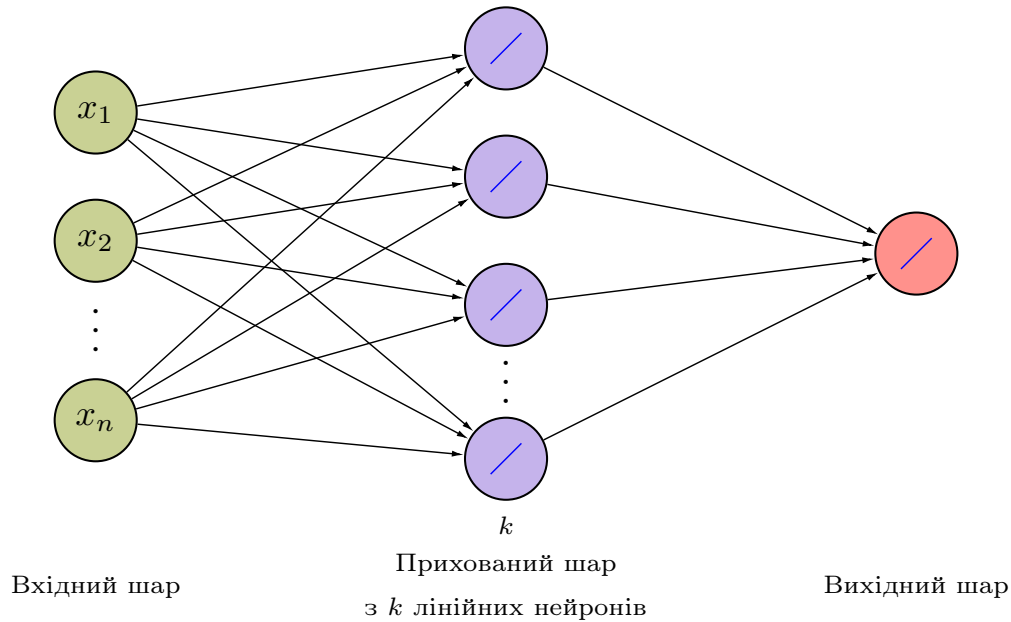 x₁
x₂
xₙ
k
Прихований шар
з k лінійних нейронів
Вхідний шар
Вихідний шар